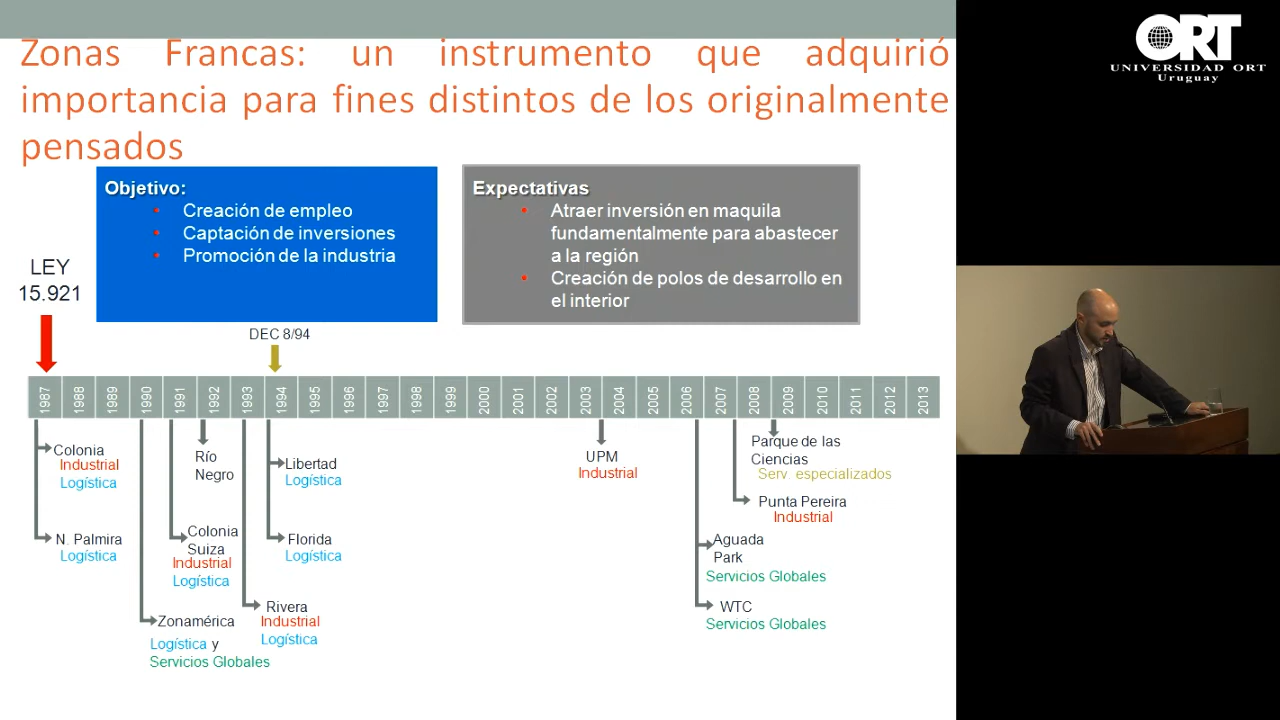 Zonas Francas: un instrumento que adquirió
importancia para fines distintos de los originalmente
pensados
ORT
UNIVERSIDAD ORT
Uruguay
Objetivo:
• Creación de empleo
• Captación de inversiones
• Promoción de la industria
Expectativas
• Atraer inversión en maquila
fundamentalmente para abastecer
a la región
• Creación de polos de desarrollo en
el interior
LEY
15.921
DEC 8/94
1987 1988 1989 1990 1991 1992 1993 1994 1995 1996 1997 1998 1999 2000 2001 2002 2003 2004 2005 2006 2007 2008 2009 2010 2011 2012 2013
Colonia
Industrial
Logística
N. Palmira
Logística
Zonamérica
Logística y
Servicios Globales
Colonia
Suiza
Industrial
Logística
Río
Negro
Rivera
Industrial
Logística
Libertad
Logística
Florida
Logística
UPM
Industrial
Aguada
Park
Servicios Globales
WTC
Servicios Globales
Punta Pereira
Industrial
Parque de las
Ciencias
Serv. especializados